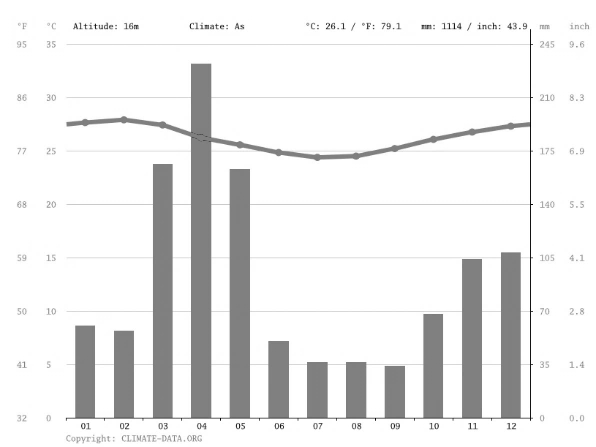 °F °C Altitude: 16m Climate: As °C: 26.1 / °F: 79.1 mm: 1114 / inch: 43.9 mm inch
95 35 245 9.6
86 30 210 8.3
77 25 175 6.9
68 20 140 5.5
59 15 105 4.1
50 10 70 2.8
41 5 35 1.4
32 0 0 0.0
01 02 03 04 05 06 07 08 09 10 11 12
Copyright: CLIMATE-DATA.ORG